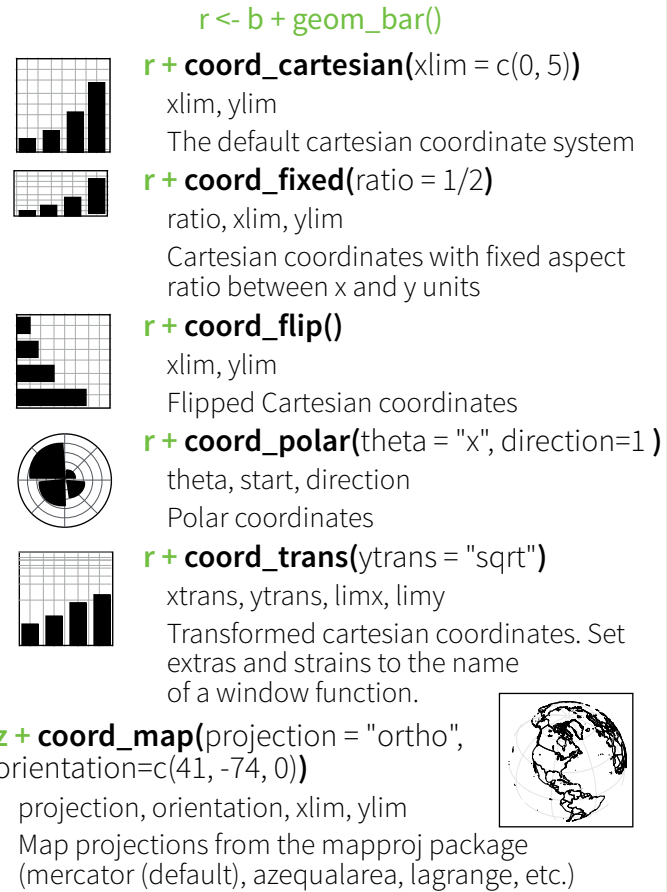 r <- b + geom_bar()
r + coord_cartesian(xlim = c(0, 5))
xlim, ylim
The default cartesian coordinate system
r + coord_fixed(ratio = 1/2)
ratio, xlim, ylim
Cartesian coordinates with fixed aspect
ratio between x and y units
r + coord_flip()
xlim, ylim
Flipped Cartesian coordinates
r + coord_polar(theta = "x", direction=1 )
theta, start, direction
Polar coordinates
r + coord_trans(ytrans = "sqrt")
xtrans, ytrans, limx, limy
Transformed cartesian coordinates. Set
extras and strains to the name
of a window function.
z + coord_map(projection = "ortho",
orientation=c(41, -74, 0))
projection, orientation, xlim, ylim
Map projections from the mapproj package
(mercator (default), azequalarea, lagrange, etc.)